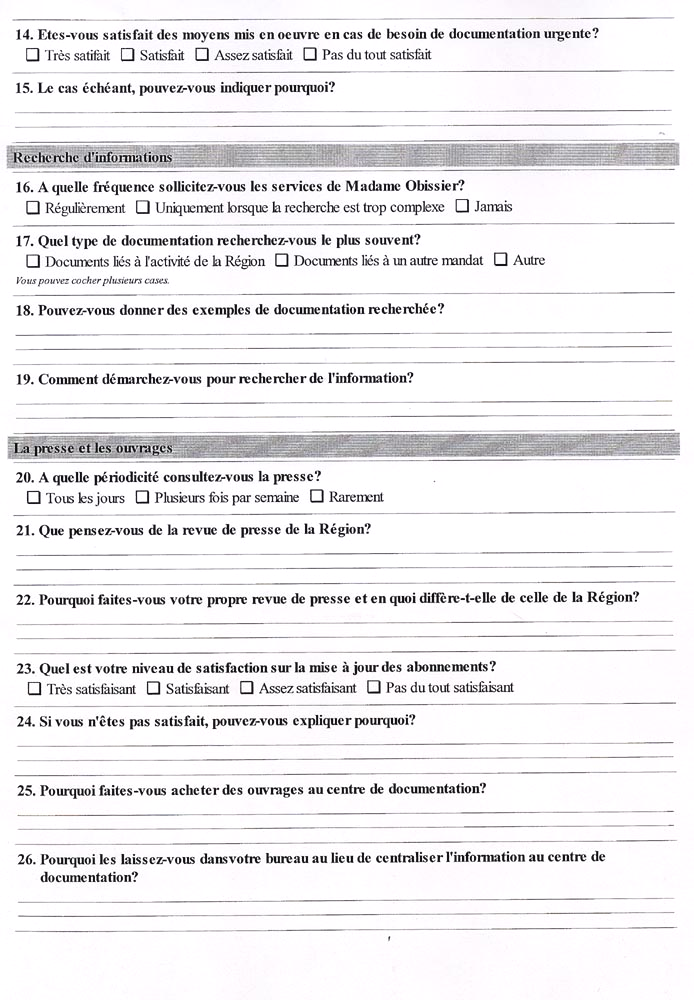 14. Etes-vous satisfait des moyens mis en oeuvre en cas de besoin de documentation urgente?
Très satifait Satisfait Assez satisfait Pas du tout satisfait
15. Le cas échéant, pouvez-vous indiquer pourquoi?
Recherche d'informations
16. A quelle fréquence sollicitez-vous les services de Madame Obissier?
Régulièrement Uniquement lorsque la recherche est trop complexe Jamais
17. Quel type de documentation recherchez-vous le plus souvent?
Documents liés à l'activité de la Région Documents liés à un autre mandat Autre
Vous pouvez cocher plusieurs cases.
18. Pouvez-vous donner des exemples de documentation recherchée?
19. Comment démarchez-vous pour rechercher de l'information?
La presse et les ouvrages
20. A quelle périodicité consultez-vous la presse?
Tous les jours Plusieurs fois par semaine Rarement
21. Que pensez-vous de la revue de presse de la Région?
22. Pourquoi faites-vous votre propre revue de presse et en quoi diffère-t-elle de celle de la Région?
23. Quel est votre niveau de satisfaction sur la mise à jour des abonnements?
Très satisfaisant Satisfaisant Assez satisfaisant Pas du tout satisfaisant
24. Si vous n'êtes pas satisfait, pouvez-vous expliquer pourquoi?
25. Pourquoi faites-vous acheter des ouvrages au centre de documentation?
26. Pourquoi les laissez-vous dansvotre bureau au lieu de centraliser l'information au centre de
documentation?